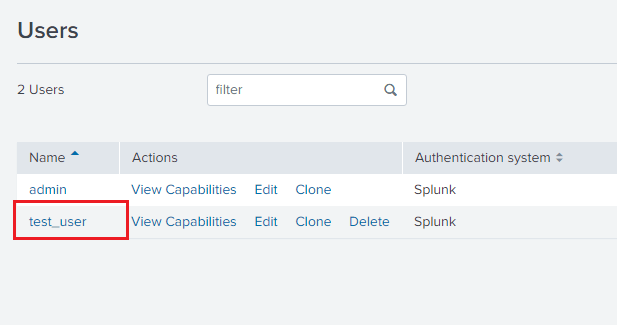 Users
2 Users filter
Name Actions Authentication system
admin View Capabilities Edit Clone Splunk
test_user View Capabilities Edit Clone Delete Splunk